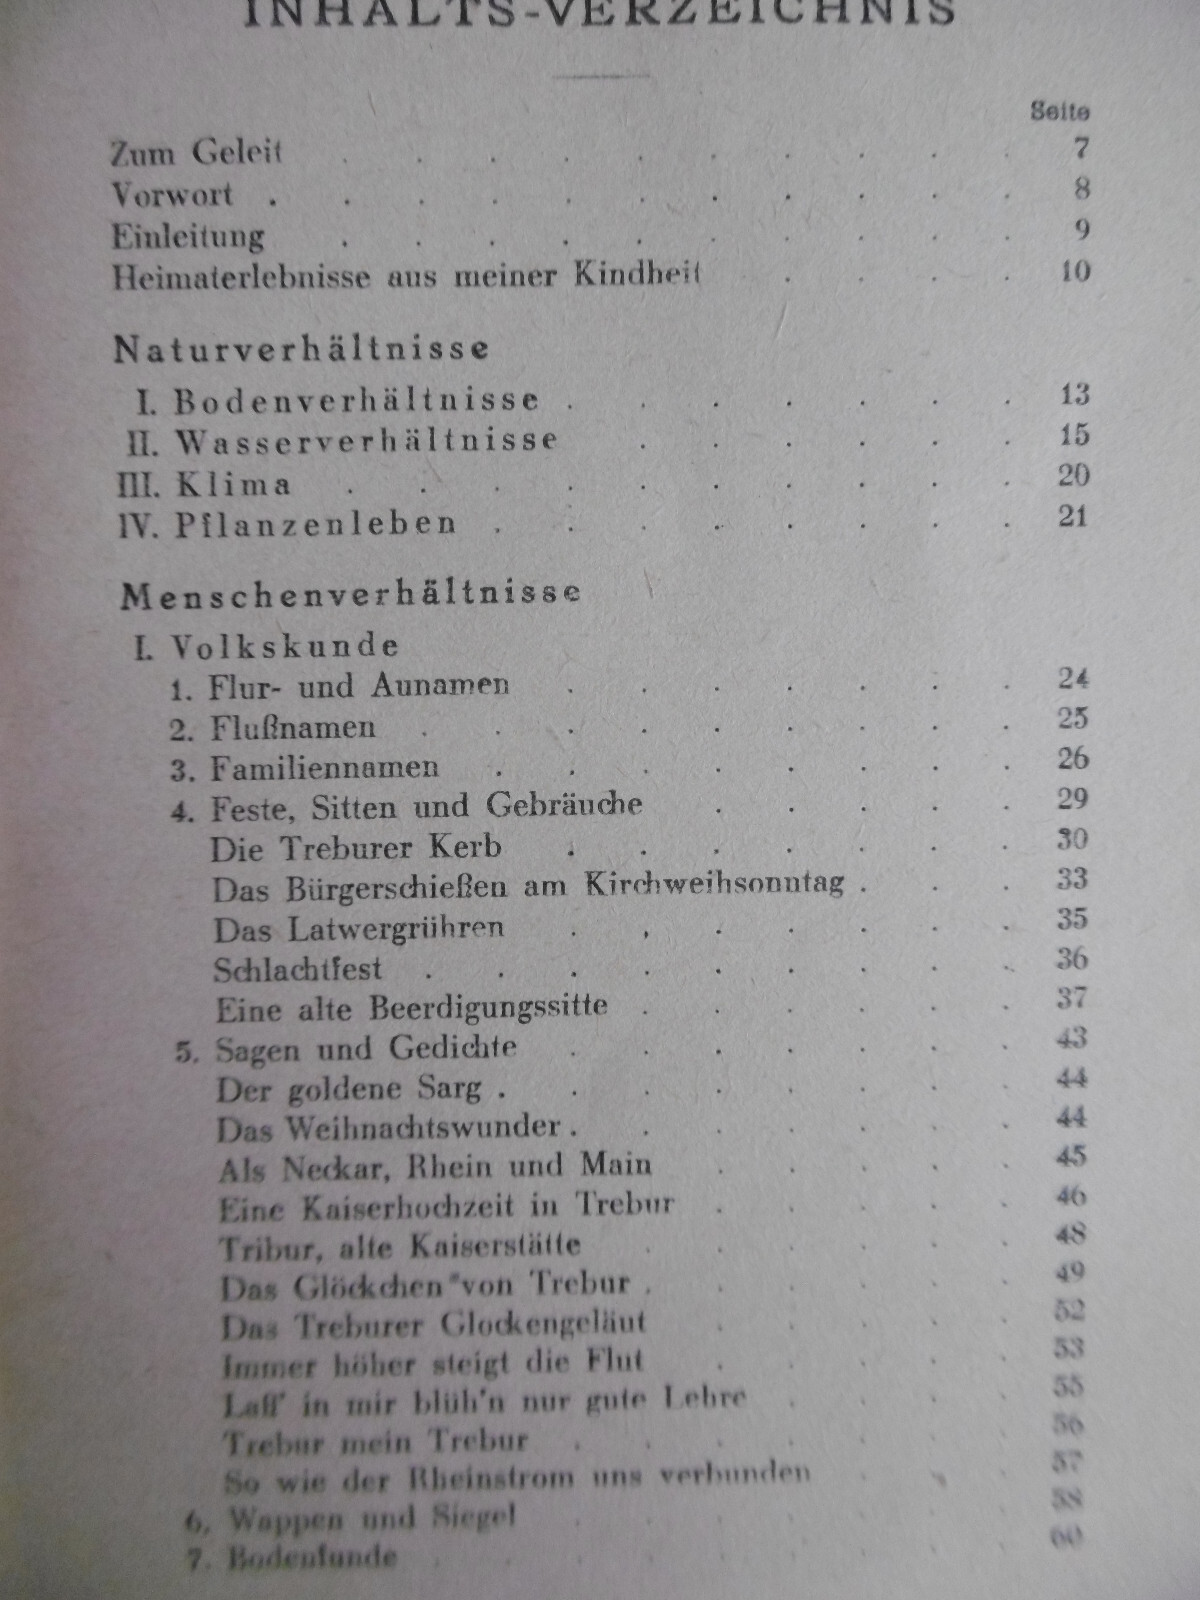 INHALTS-VERZEICHNIS
Seite
Zum Geleit . . . . . . . . . . 7
Vorwort . . . . . . . . . . . 8
Einleitung . . . . . . . . . . 9
Heimaterlebnisse aus meiner Kindheit . . . . 10
Naturverhältnisse
I. Bodenverhältnisse . . . . . . . 13
II. Wasserverhältnisse . . . . . . 15
III. Klima . . . . . . . . . . 20
IV. Pflanzenleben . . . . . . . . 21
Menschenverhältnisse
I. Volkskunde
1. Flur- und Aunamen . . . . . . . 24
2. Flußnamen . . . . . . . . . 25
3. Familiennamen . . . . . . . . 26
4. Feste, Sitten und Gebräuche . . . . . 29
Die Treburer Kerb . . . . . . . 30
Das Bürgerschießen am Kirchweihsonntag . . . 33
Das Latwergrühren . . . . . . . 35
Schlachtfest . . . . . . . . . 36
Eine alte Beerdigungssitte . . . . . . 37
5. Sagen und Gedichte . . . . . . . 43
Der goldene Sarg . . . . . . . . 44
Das Weihnachtswunder . . . . . . . 44
Als Neckar, Rhein und Main . . . . . 45
Eine Kaiserhochzeit in Trebur . . . . . 46
Tribur, alte Kaiserstätte . . . . . . 48
Das Glöckchen von Trebur . . . . . . 49
Das Treburer Glockengeläut . . . . . 52
Immer höher steigt die Flut . . . . . 53
Laff' in mir blüh'n nur gute Lehre . . . . 55
Trebur mein Trebur . . . . . . . 56
So wie der Rheinstrom uns verbunden . . . 57
6. Wappen und Siegel . . . . . . . 58
7. Bodenfunde . . . . . . . . . 60